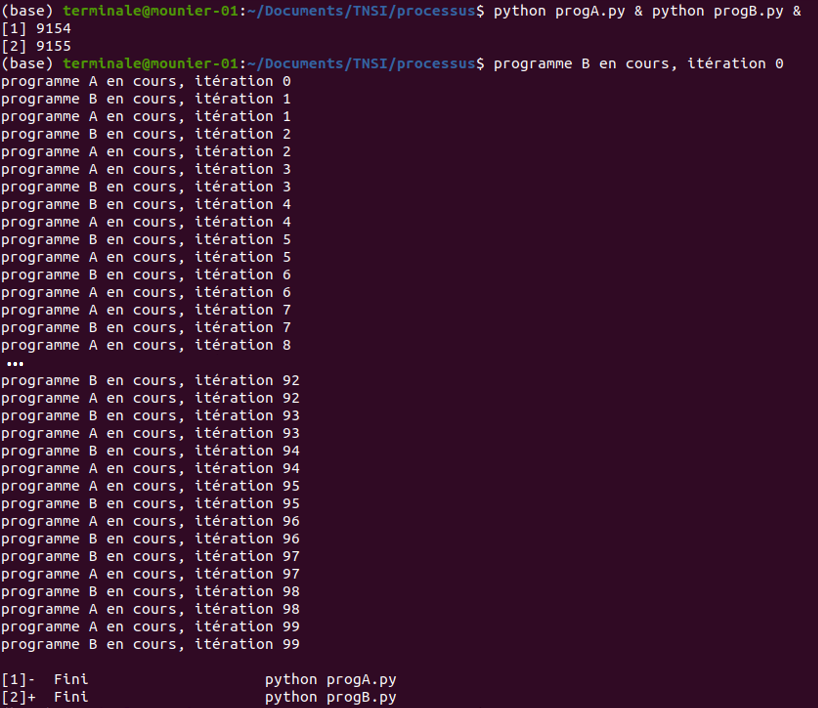 (base) terminale@mounier-01:~/Documents/TNSI/processus$ python progA.py & python progB.py &
[1] 9154
[2] 9155
(base) terminale@mounier-01:~/Documents/TNSI/processus$ programme B en cours, itération 0
programme A en cours, itération 0
programme B en cours, itération 1
programme A en cours, itération 1
programme B en cours, itération 2
programme A en cours, itération 2
programme A en cours, itération 3
programme B en cours, itération 3
programme B en cours, itération 4
programme A en cours, itération 4
programme B en cours, itération 5
programme A en cours, itération 5
programme B en cours, itération 6
programme A en cours, itération 6
programme A en cours, itération 7
programme B en cours, itération 7
programme A en cours, itération 8
...
programme B en cours, itération 92
programme A en cours, itération 92
programme B en cours, itération 93
programme A en cours, itération 93
programme B en cours, itération 94
programme A en cours, itération 94
programme A en cours, itération 95
programme B en cours, itération 95
programme A en cours, itération 96
programme B en cours, itération 96
programme B en cours, itération 97
programme A en cours, itération 97
programme B en cours, itération 98
programme A en cours, itération 98
programme A en cours, itération 99
programme B en cours, itération 99
[1]-  Fini                    python progA.py
[2]+  Fini                    python progB.py